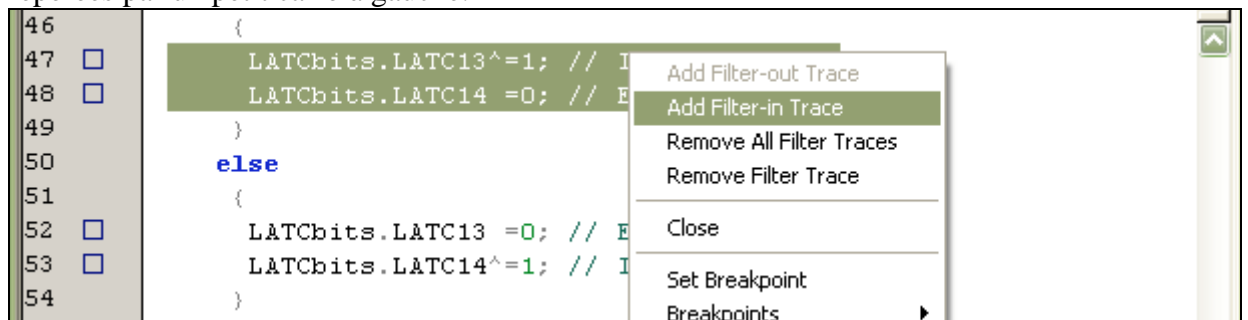 46 {
47 LATCbits.LATC13^=1; // I
48 LATCbits.LATC14 =0; // E
49 }
50 else
51 {
52 LATCbits.LATC13 =0; // E
53 LATCbits.LATC14^=1; // I
54 }
Add Filter-out Trace
Add Filter-in Trace
Remove All Filter Traces
Remove Filter Trace
Close
Set Breakpoint
Breakpoints